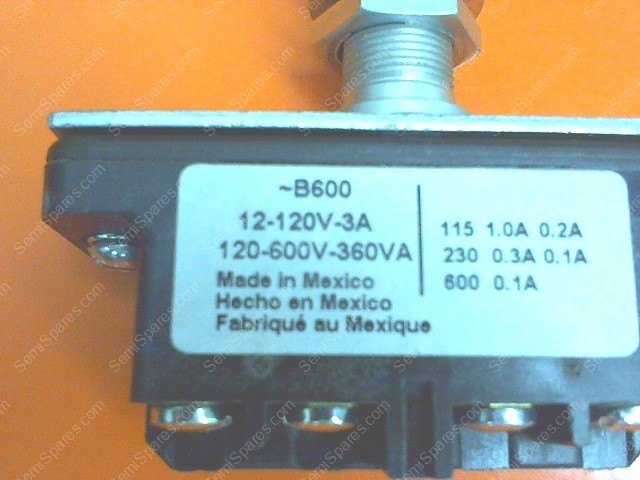 ~B600
12-120V-3A
120-600V-360VA
Made in Mexico
Hecho en Mexico
Fabriqué au Mexique
115 1.0A 0.2A
230 0.3A 0.1A
600 0.1A
SemiSpares.com